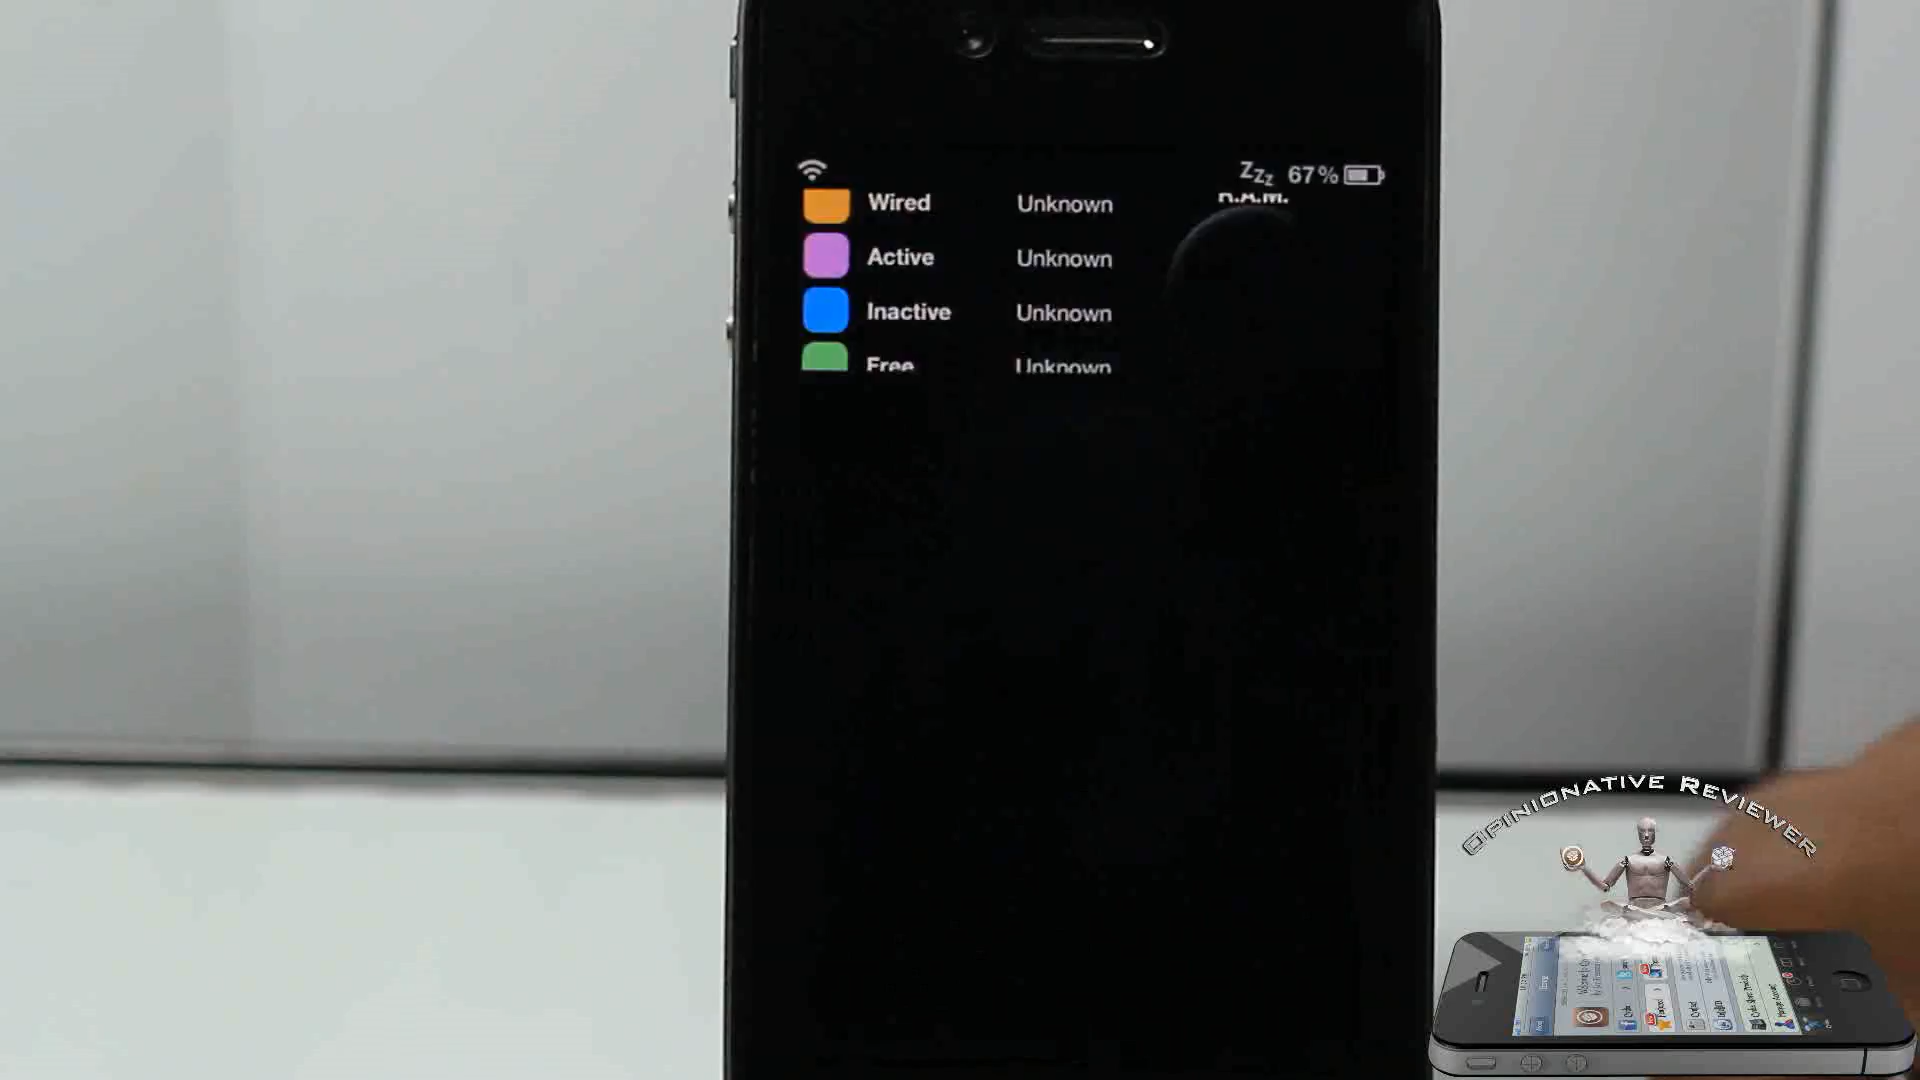 Zzz 67%
Wired Unknown R.A.M.
Active Unknown
Inactive Unknown
Free Unknown
OPINIONATIVE REVIEWER